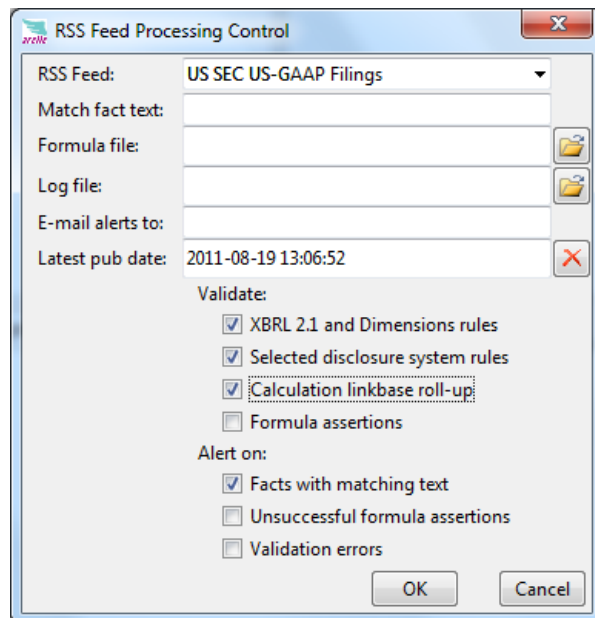 arelle RSS Feed Processing Control
RSS Feed: US SEC US-GAAP Filings
Match fact text:
Formula file:
Log file:
E-mail alerts to:
Latest pub date: 2011-08-19 13:06:52
Validate:
XBRL 2.1 and Dimensions rules
Selected disclosure system rules
Calculation linkbase roll-up
Formula assertions
Alert on:
Facts with matching text
Unsuccessful formula assertions
Validation errors
OK Cancel